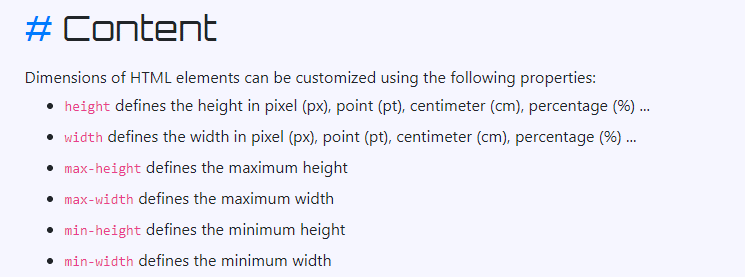 # Content
Dimensions of HTML elements can be customized using the following properties:
• height defines the height in pixel (px), point (pt), centimeter (cm), percentage (%) ...
• width defines the width in pixel (px), point (pt), centimeter (cm), percentage (%) ...
• max-height defines the maximum height
• max-width defines the maximum width
• min-height defines the minimum height
• min-width defines the minimum width